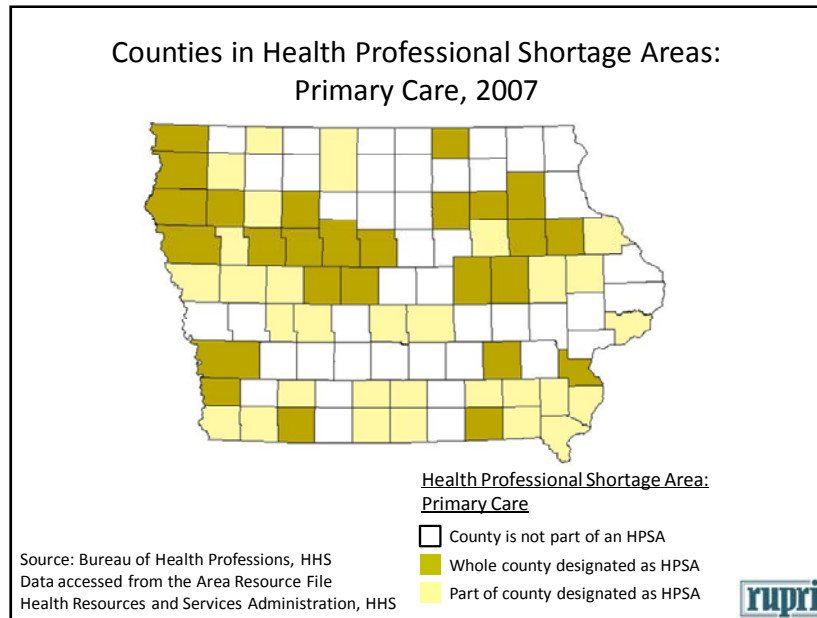 Counties in Health Professional Shortage Areas:
Primary Care, 2007
Health Professional Shortage Area:
Primary Care
County is not part of an HPSA
Whole county designated as HPSA
Part of county designated as HPSA
Source: Bureau of Health Professions, HHS
Data accessed from the Area Resource File
Health Resources and Services Administration, HHS
rupri